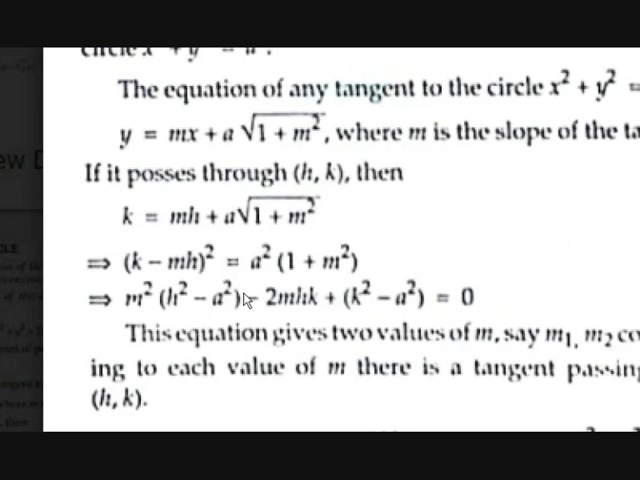 The equation of any tangent to the circle x² + y² =
y = mx + a √1 + m², where m is the slope of the ta
If it posses through (h, k), then
k = mh + a√1 + m²
⇒ (k – mh)² = a² (1 + m²)
⇒ m² (h² – a²) – 2mhk + (k² – a²) = 0
This equation gives two values of m, say m₁, m₂ co
ing to each value of m there is a tangent passing
(h, k).